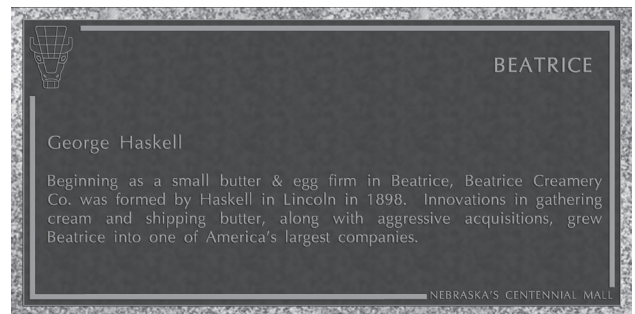 BEATRICE
George Haskell
Beginning as a small butter & egg firm in Beatrice, Beatrice Creamery
Co. was formed by Haskell in Lincoln in 1898. Innovations in gathering
cream and shipping butter, along with aggressive acquisitions, grew
Beatrice into one of America's largest companies.
NEBRASKA'S CENTENNIAL MALL